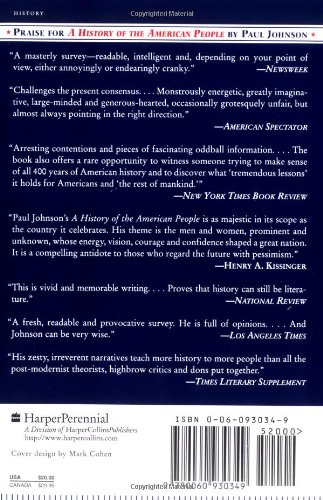 HISTORY
PRAISE FOR A HISTORY OF THE AMERICAN PEOPLE BY PAUL JOHNSON
“A masterly survey—readable, intelligent and, depending on your point
of view, either annoyingly or endearingly cranky.”
—NEWSWEEK
“Challenges the present consensus. . . . Monstrously energetic, greatly imagina-
tive, large-minded and generous-hearted, occasionally grotesquely unfair, but
almost always pointing in the right direction.”
—AMERICAN SPECTATOR
“Arresting contentions and pieces of fascinating oddball information. . . . The
book also offers a rare opportunity to witness someone trying to make sense
of all 400 years of American history and to discover what ‘tremendous lessons’
it holds for Americans and ‘the rest of mankind.’”
—NEW YORK TIMES BOOK REVIEW
“Paul Johnson’s A History of the American People is as majestic in its scope as
the country it celebrates. His theme is the men and women, prominent and
unknown, whose energy, vision, courage and confidence shaped a great nation.
It is a compelling antidote to those who regard the future with pessimism.”
—HENRY A. KISSINGER
“This is vivid and memorable writing. . . . Proves that history can still be litera-
ture.”
—NATIONAL REVIEW
“A fresh, readable and provocative survey. He is full of opinions. . . . And
Johnson can be very wise.”
—LOS ANGELES TIMES
“His zesty, irreverent narratives teach more history to more people than all the
post-modernist theorists, highbrow critics and dons put together.”
—TIMES LITERARY SUPPLEMENT
HarperPerennial
A Division of HarperCollinsPublishers
http://www.harpercollins.com
Cover design by Mark Cohen
USA $20.00
CANADA
ISBN 0-06-093034-9
52000>
9780060930349